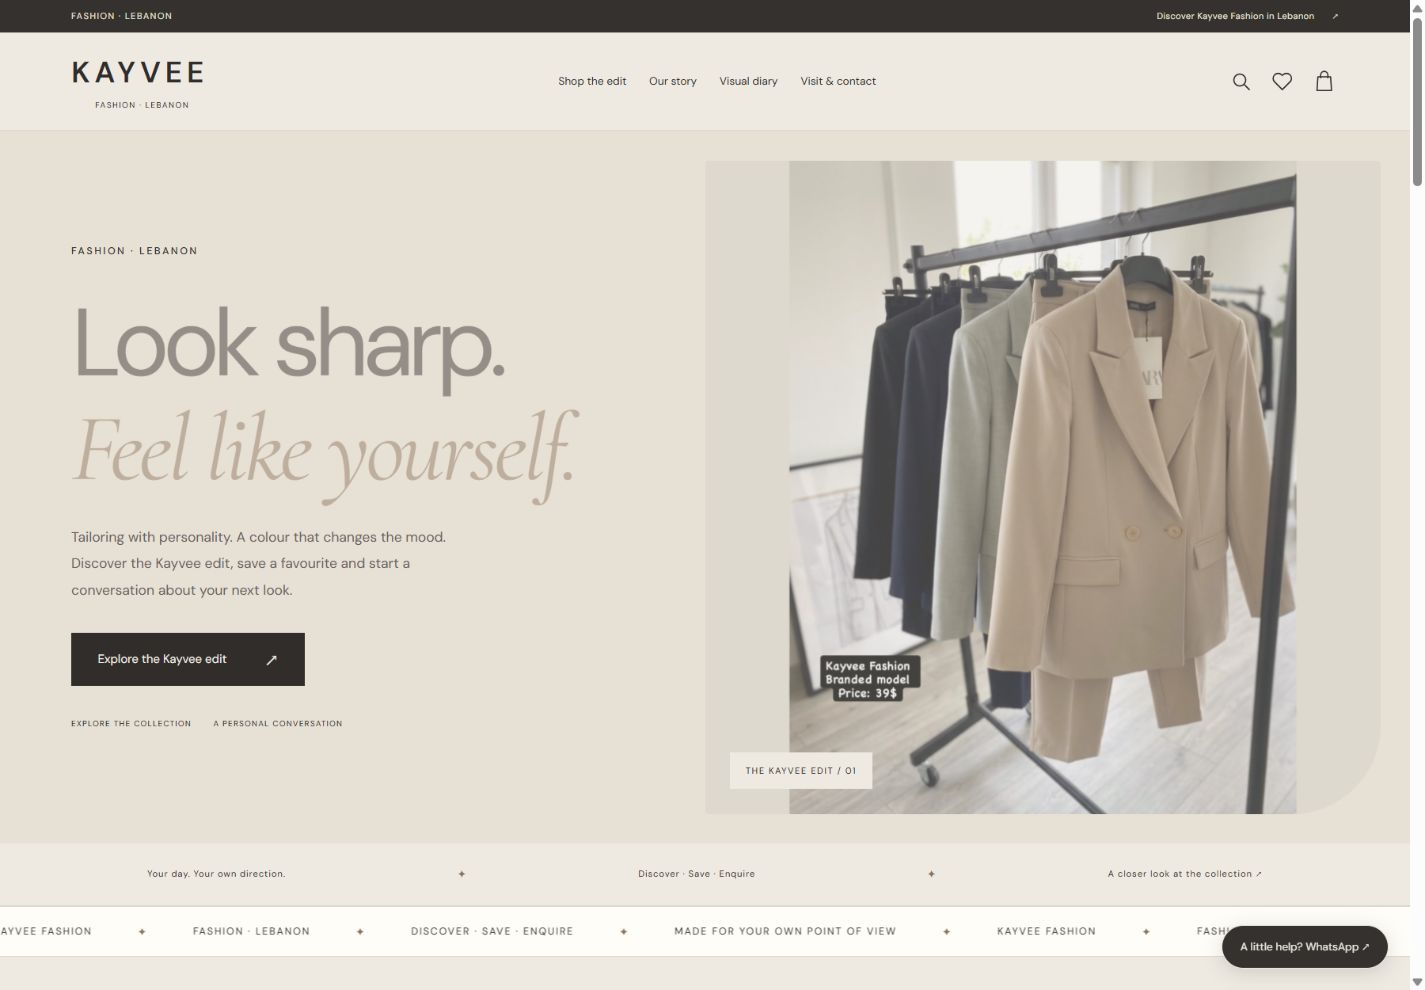 FASHION · LEBANON
Discover Kayvee Fashion in Lebanon ↗
KAYVEE
FASHION · LEBANON
Shop the edit
Our story
Visual diary
Visit & contact
FASHION · LEBANON
Look sharp.
Feel like yourself.
Tailoring with personality. A colour that changes the mood.
Discover the Kayvee edit, save a favourite and start a
conversation about your next look.
Explore the Kayvee edit ↗
EXPLORE THE COLLECTION
A PERSONAL CONVERSATION
Kayvee Fashion
Branded model
Price: 39$
THE KAYVEE EDIT / 01
Your day. Your own direction.
✦
Discover · Save · Enquire
✦
A closer look at the collection ↗
AYVEE FASHION ✦ FASHION · LEBANON ✦ DISCOVER · SAVE · ENQUIRE ✦ MADE FOR YOUR OWN POINT OF VIEW ✦ KAYVEE FASHION ✦
A little help? WhatsApp ↗